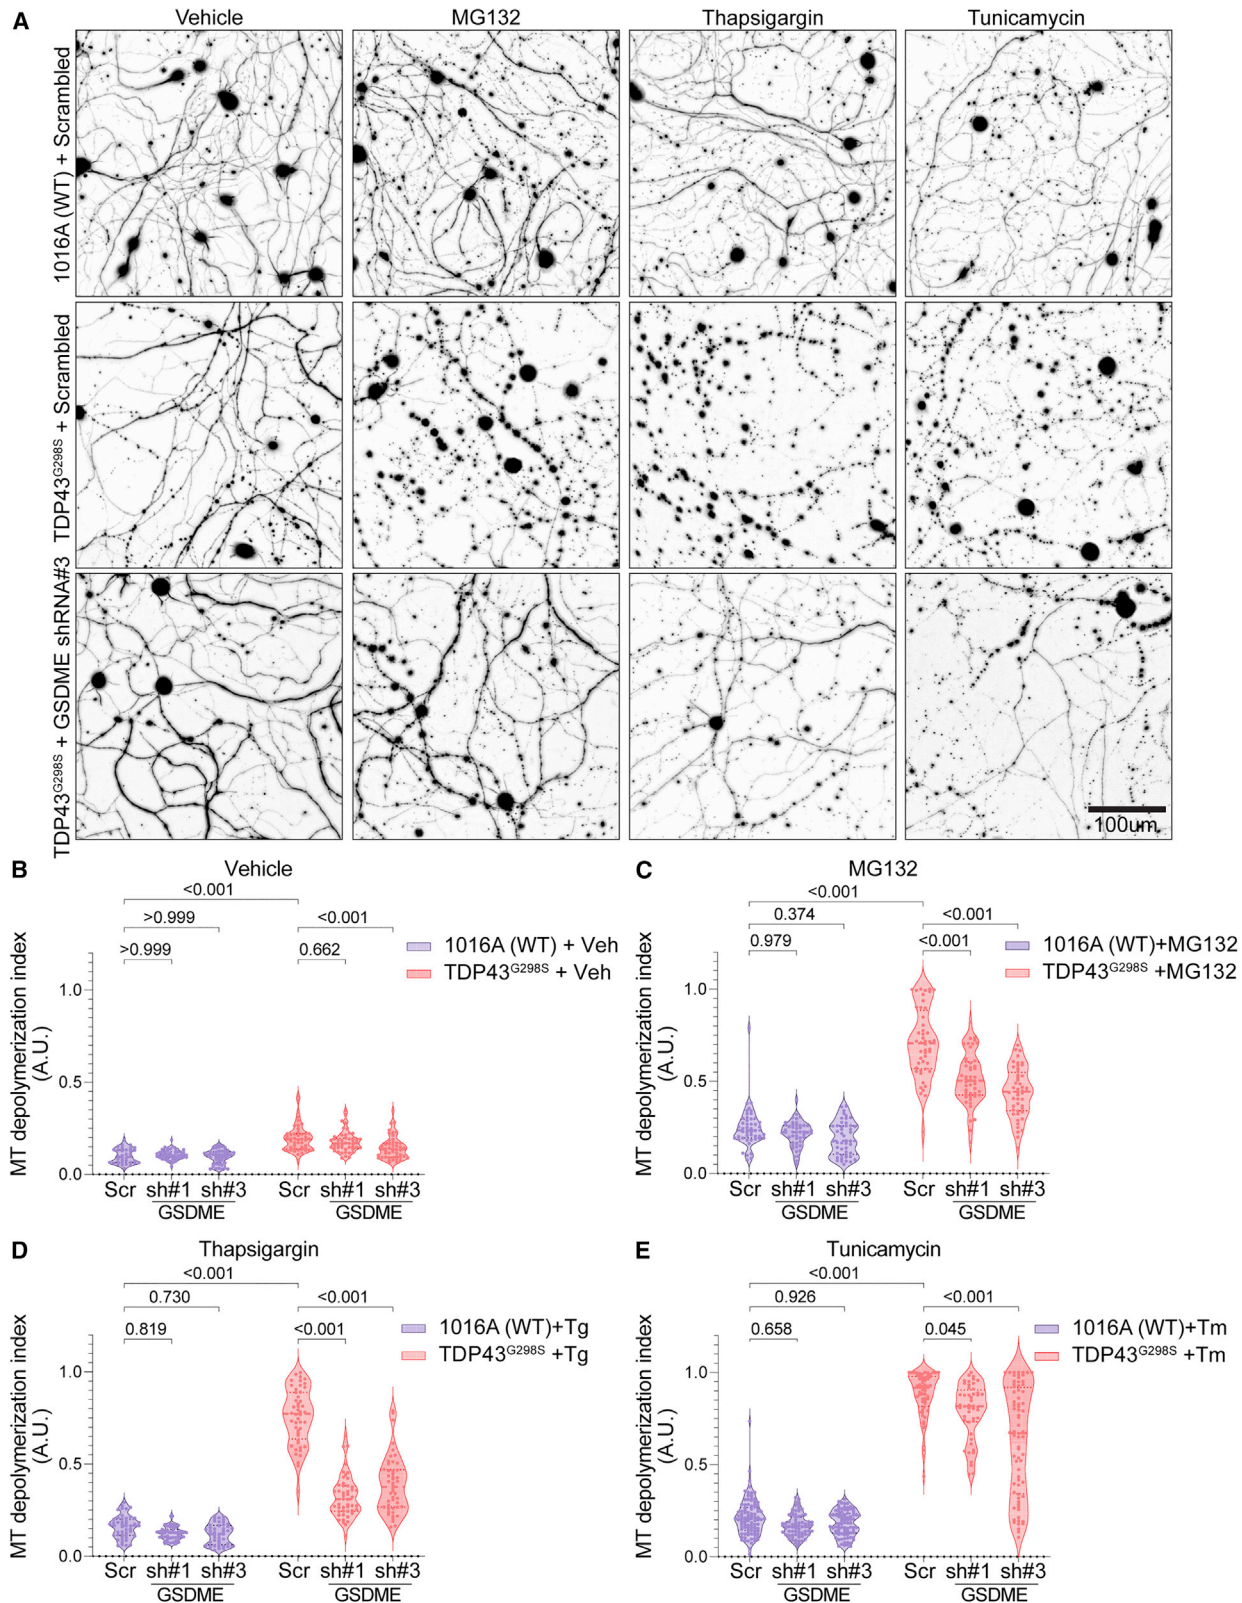 A
Vehicle
MG132
Thapsigargin
Tunicamycin
1016A (WT) + Scrambled
TDP43G298S + Scrambled
TDP43G298S + GSDME shRNA#3
100um
B
Vehicle
<0.001
>0.999
<0.001
>0.999
0.662
1016A (WT) + Veh
TDP43G298S + Veh
MT depolymerization index
(A.U.)
1.0
0.5
0.0
Scr
sh#1
sh#3
Scr
sh#1
sh#3
GSDME
GSDME
C
MG132
<0.001
0.374
<0.001
0.979
<0.001
1016A (WT)+MG132
TDP43G298S +MG132
MT depolymerization index
(A.U.)
1.0
0.5
0.0
Scr
sh#1
sh#3
Scr
sh#1
sh#3
GSDME
GSDME
D
Thapsigargin
<0.001
0.730
<0.001
0.819
<0.001
1016A (WT)+Tg
TDP43G298S +Tg
MT depolymerization index
(A.U.)
1.0
0.5
0.0
Scr
sh#1
sh#3
Scr
sh#1
sh#3
GSDME
GSDME
E
Tunicamycin
<0.001
0.926
<0.001
0.658
0.045
1016A (WT)+Tm
TDP43G298S +Tm
MT depolymerization index
(A.U.)
1.0
0.5
0.0
Scr
sh#1
sh#3
Scr
sh#1
sh#3
GSDME
GSDME